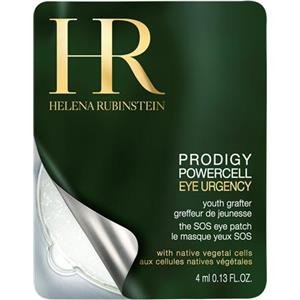 HR
HELENA RUBINSTEIN
PRODIGY
POWERCELL
EYE URGENCY
youth grafter
greffeur de jeunesse
the SOS eye patch
le masque yeux SOS
with native vegetal cells
aux cellules natives végétales
4 ml 0.13 FL.OZ.